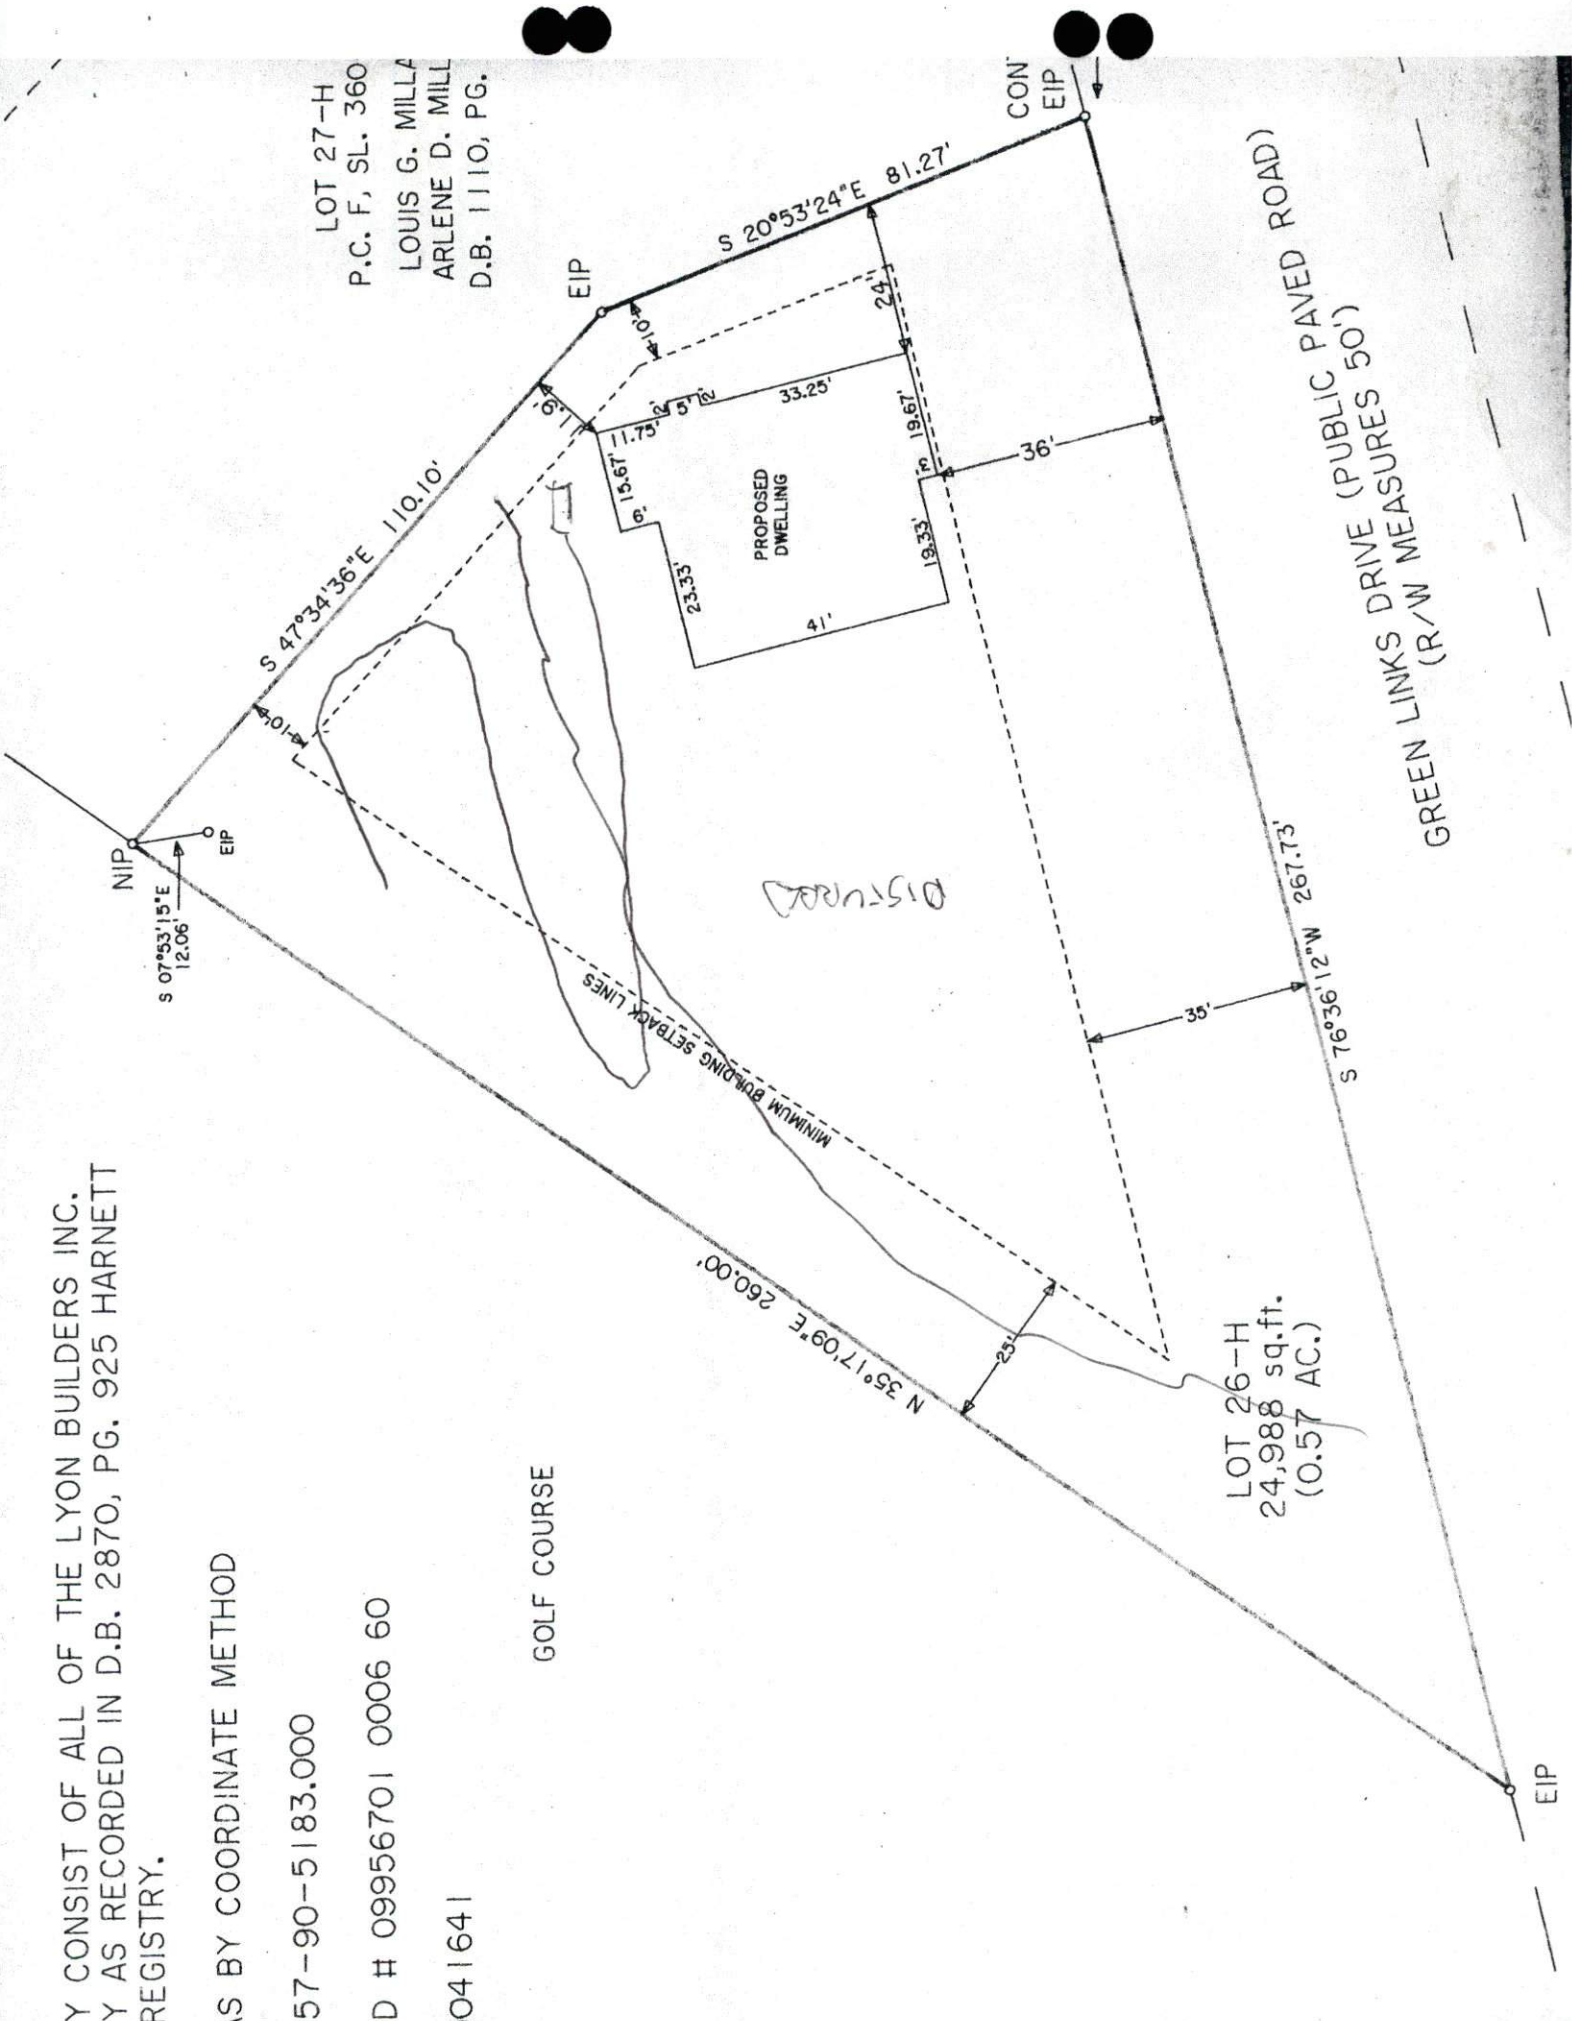 Y CONSIST OF ALL OF THE LYON BUILDERS INC.
Y AS RECORDED IN D.B. 2870, PG. 925 HARNETT
REGISTRY.
AS BY COORDINATE METHOD
57-90-5183.000
D # 09956701 0006 60
041641
GOLF COURSE
LOT 27-H
P.C. F, SL. 360
LOUIS G. MILLA
ARLENE D. MILL
D.B. 1110, PG.
NIP
S 07°53'15"E
12.06'
EIP
S 47°34'36"E 110.10'
EIP
S 20°53'24"E 81.27'
CONT
EIP
10'
10'
11.9'
24'
11.75'
2'
5'
2'
33.25'
15.67'
6'
23.33'
41'
19.33'
3'
19.67'
PROPOSED
DWELLING
36'
DISTURBED
MINIMUM BUILDING SETBACK LINES
35'
25'
N 35°17'09"E 260.00'
S 76°36'12"W 267.73'
LOT 26-H
24,988 sq.ft.
(0.57 AC.)
GREEN LINKS DRIVE (PUBLIC PAVED ROAD)
(R/W MEASURES 50')
EIP